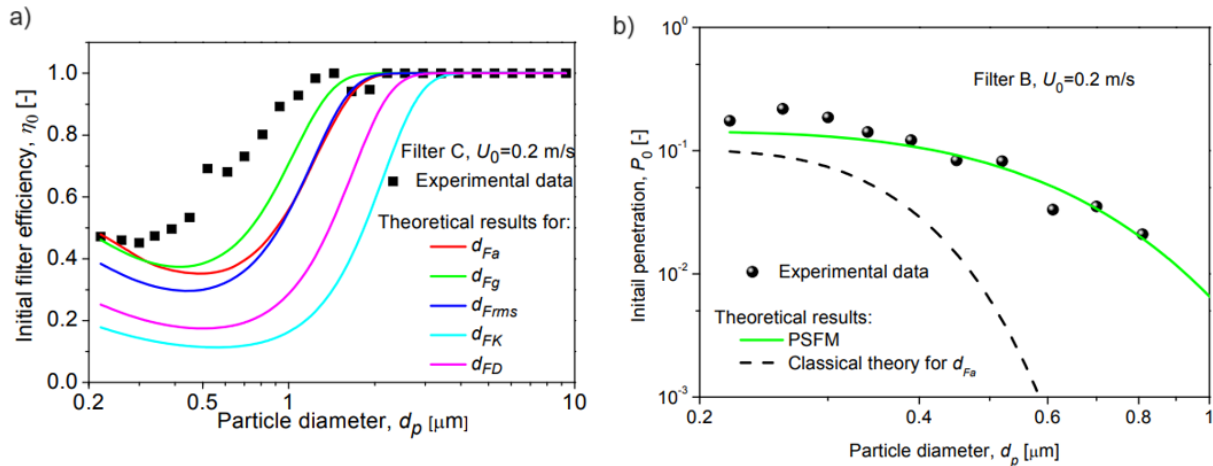 a)
Initial filter efficiency, η0 [-]
1.0
0.8
0.6
0.4
0.2
0.0
Filter C, U0=0.2 m/s
Experimental data
Theoretical results for:
dFa
dFg
dFrms
dFK
dFD
0.2
0.5
1
2
5
10
Particle diameter, dp [μm]
b)
Initail penetration, P0 [-]
10^0
10^-1
10^-2
10^-3
Filter B, U0=0.2 m/s
Experimental data
Theoretical results:
PSFM
Classical theory for dFa
0.2
0.4
0.6
0.8
1
Particle diameter, dp [μm]